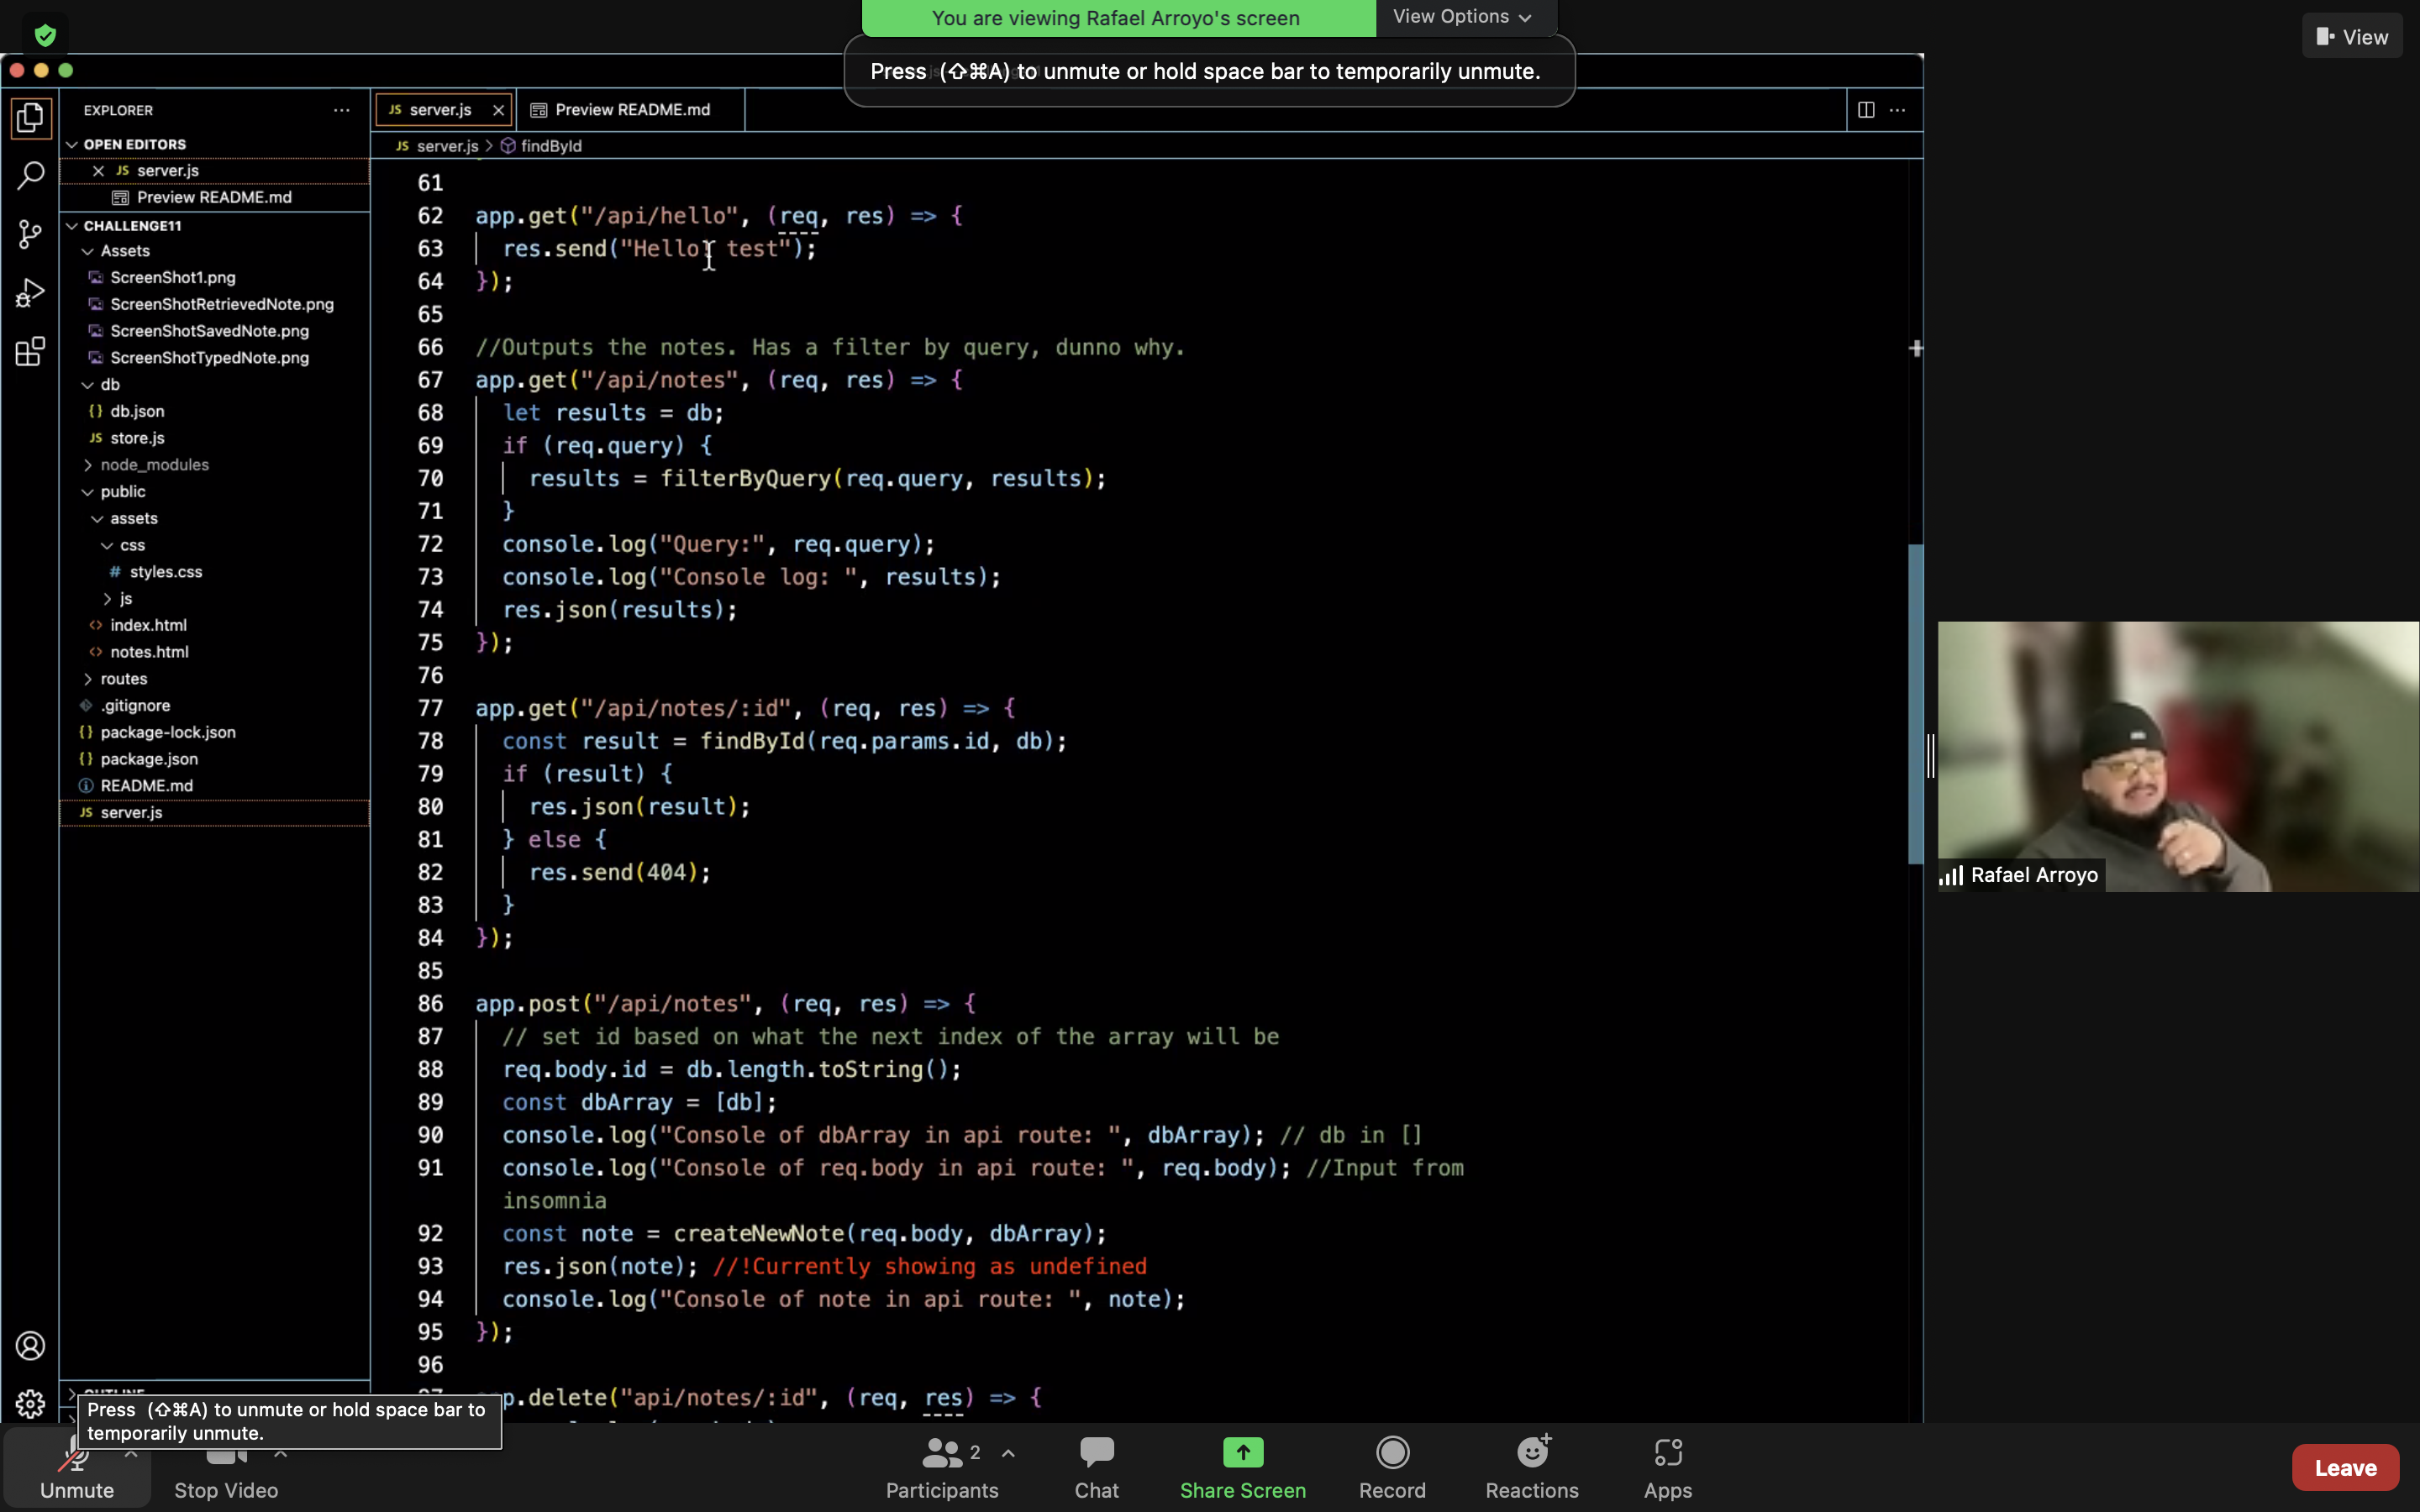 You are viewing Rafael Arroyo's screen
View Options
View
Press (⇧⌘A) to unmute or hold space bar to temporarily unmute.
EXPLORER
OPEN EDITORS
JS server.js
Preview README.md
CHALLENGE11
Assets
ScreenShot1.png
ScreenShotRetrievedNote.png
ScreenShotSavedNote.png
ScreenShotTypedNote.png
db
{} db.json
JS store.js
node_modules
public
assets
css
# styles.css
js
<> index.html
<> notes.html
routes
.gitignore
{} package-lock.json
{} package.json
README.md
JS server.js
JS server.js
Preview README.md
JS server.js > findById
61
62 app.get("/api/hello", (req, res) => {
63 res.send("Hello! test");
64 });
65
66 //Outputs the notes. Has a filter by query, dunno why.
67 app.get("/api/notes", (req, res) => {
68 let results = db;
69 if (req.query) {
70 results = filterByQuery(req.query, results);
71 }
72 console.log("Query:", req.query);
73 console.log("Console log: ", results);
74 res.json(results);
75 });
76
77 app.get("/api/notes/:id", (req, res) => {
78 const result = findById(req.params.id, db);
79 if (result) {
80 res.json(result);
81 } else {
82 res.send(404);
83 }
84 });
85
86 app.post("/api/notes", (req, res) => {
87 // set id based on what the next index of the array will be
88 req.body.id = db.length.toString();
89 const dbArray = [db];
90 console.log("Console of dbArray in api route: ", dbArray); // db in []
91 console.log("Console of req.body in api route: ", req.body); //Input from
insomnia
92 const note = createNewNote(req.body, dbArray);
93 res.json(note); //!Currently showing as undefined
94 console.log("Console of note in api route: ", note);
95 });
96
p.delete("api/notes/:id", (req, res) => {
Rafael Arroyo
Press (⇧⌘A) to unmute or hold space bar to
temporarily unmute.
Unmute
Stop Video
2
Participants
Chat
Share Screen
Record
Reactions
Apps
Leave